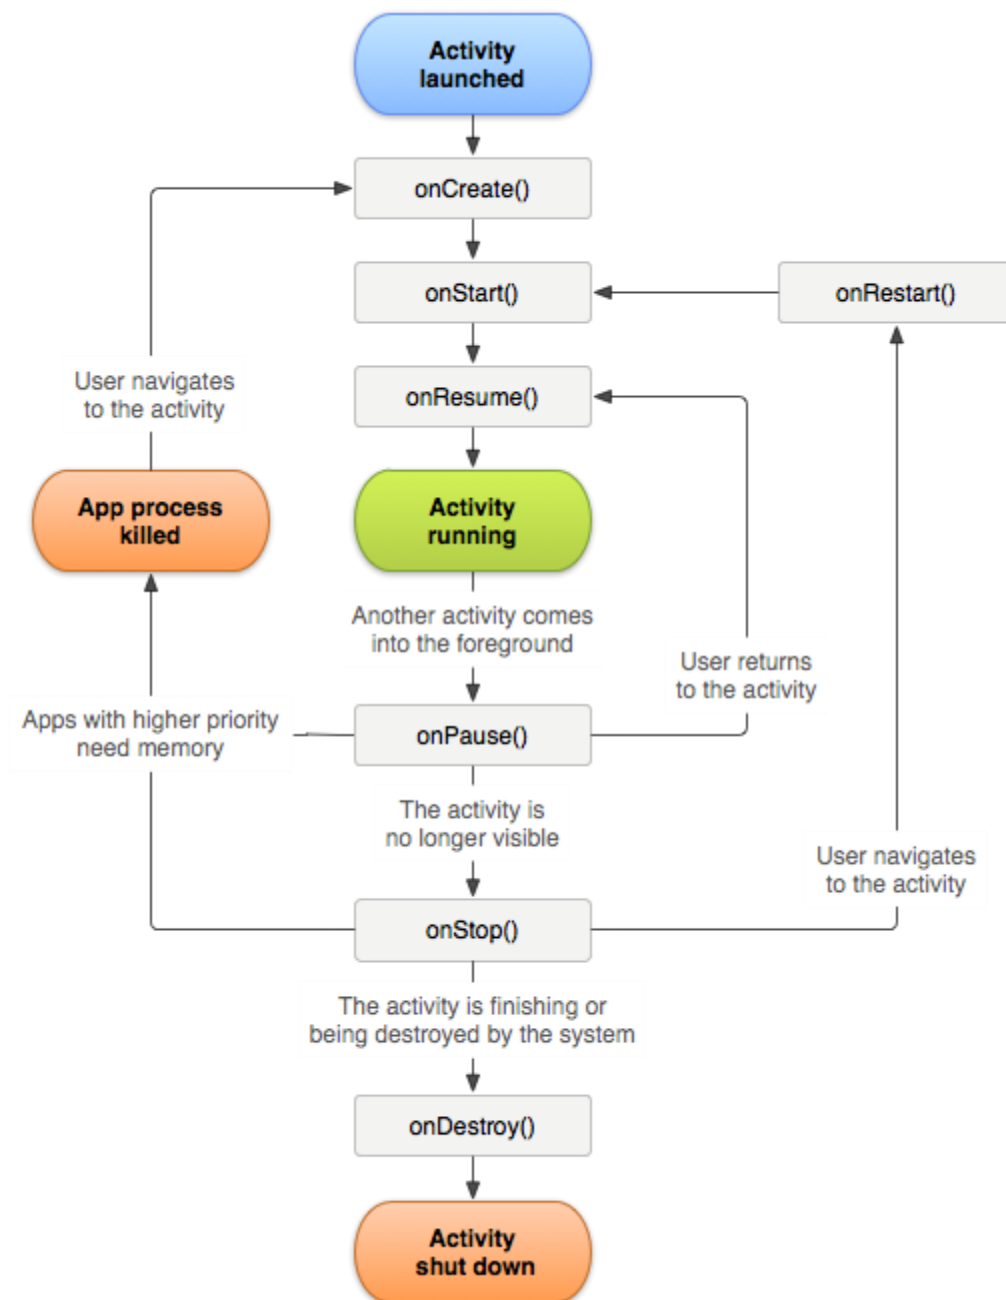 Activity
launched
onCreate()
onStart()
onRestart()
onResume()
User navigates
to the activity
App process
killed
Activity
running
Another activity comes
into the foreground
User returns
to the activity
Apps with higher priority
need memory
onPause()
The activity is
no longer visible
User navigates
to the activity
onStop()
The activity is finishing or
being destroyed by the system
onDestroy()
Activity
shut down